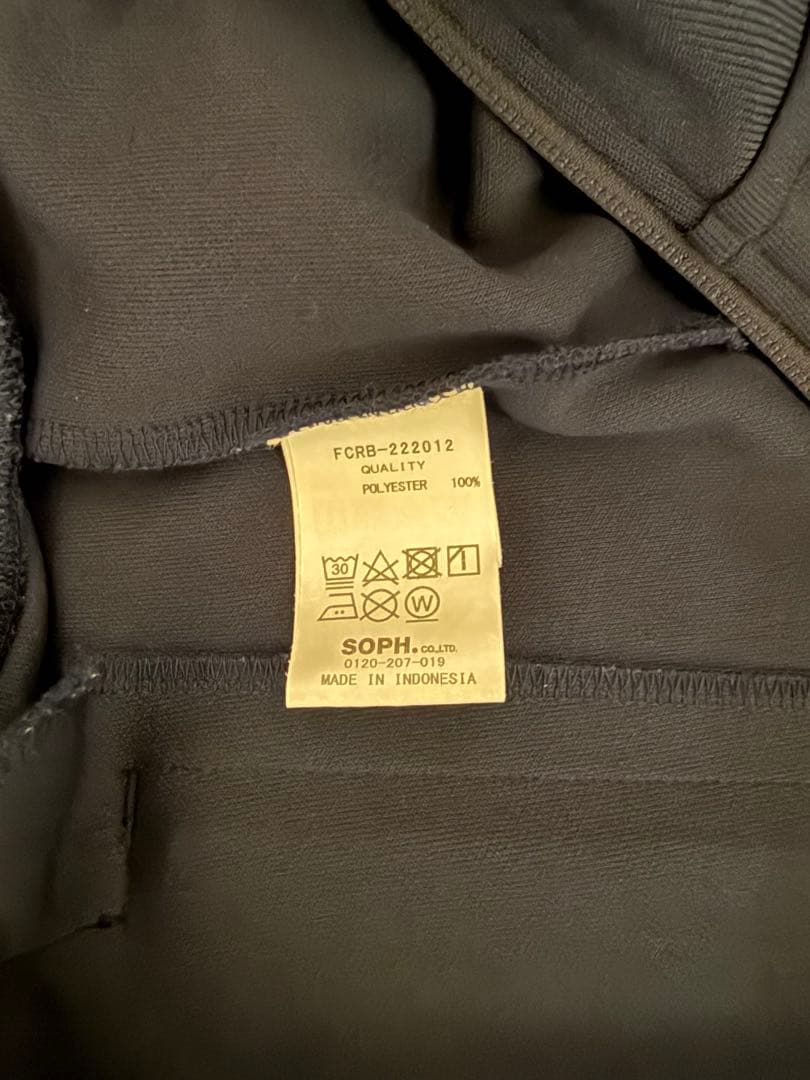 FCRB-222012
QUALITY
POLYESTER 100%
30
W
SOPH. CO.,LTD.
0120-207-019
MADE IN INDONESIA